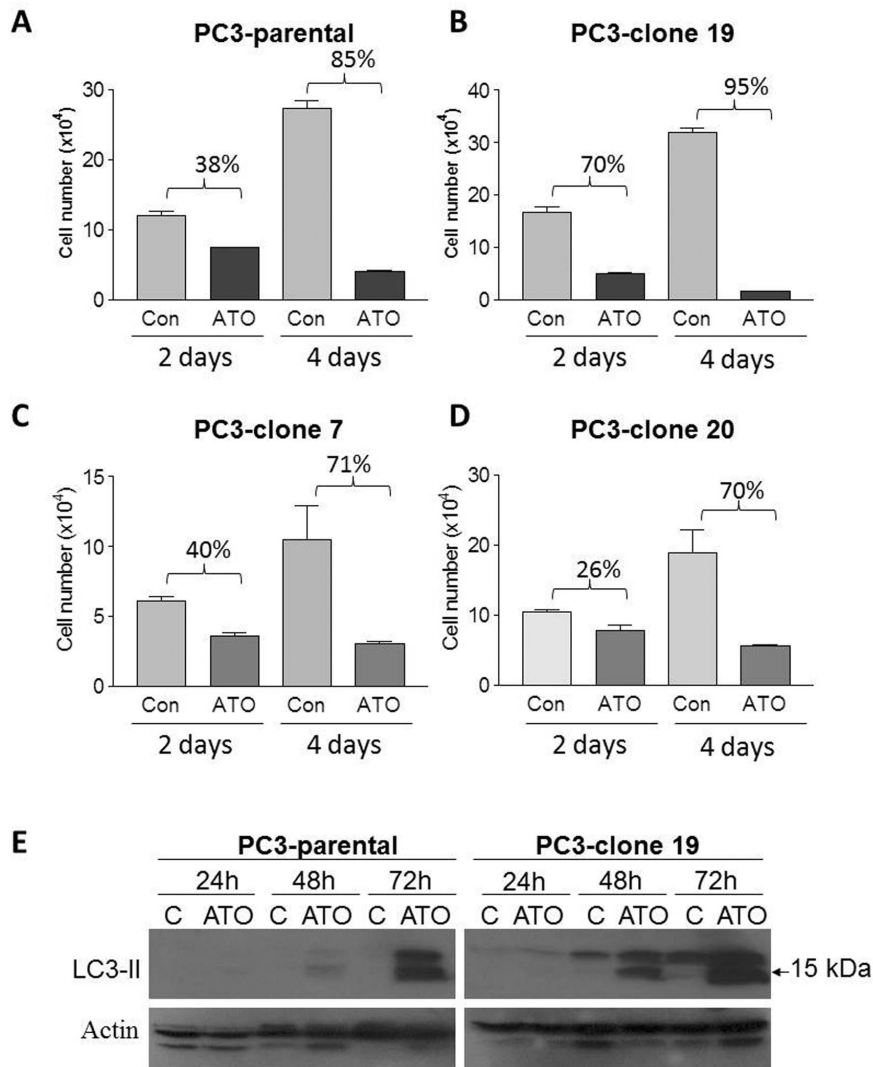 A
PC3-parental
85%
38%
Cell number (x10⁴)
30
20
10
0
Con ATO Con ATO
2 days 4 days
B
PC3-clone 19
95%
70%
Cell number (x10⁴)
40
30
20
10
0
Con ATO Con ATO
2 days 4 days
C
PC3-clone 7
71%
40%
Cell number (x10⁴)
15
10
5
0
Con ATO Con ATO
2 days 4 days
D
PC3-clone 20
70%
26%
Cell number (x10⁴)
30
20
10
0
Con ATO Con ATO
2 days 4 days
E
PC3-parental PC3-clone 19
24h 48h 72h 24h 48h 72h
C ATO C ATO C ATO C ATO C ATO C ATO
LC3-II ←15 kDa
Actin